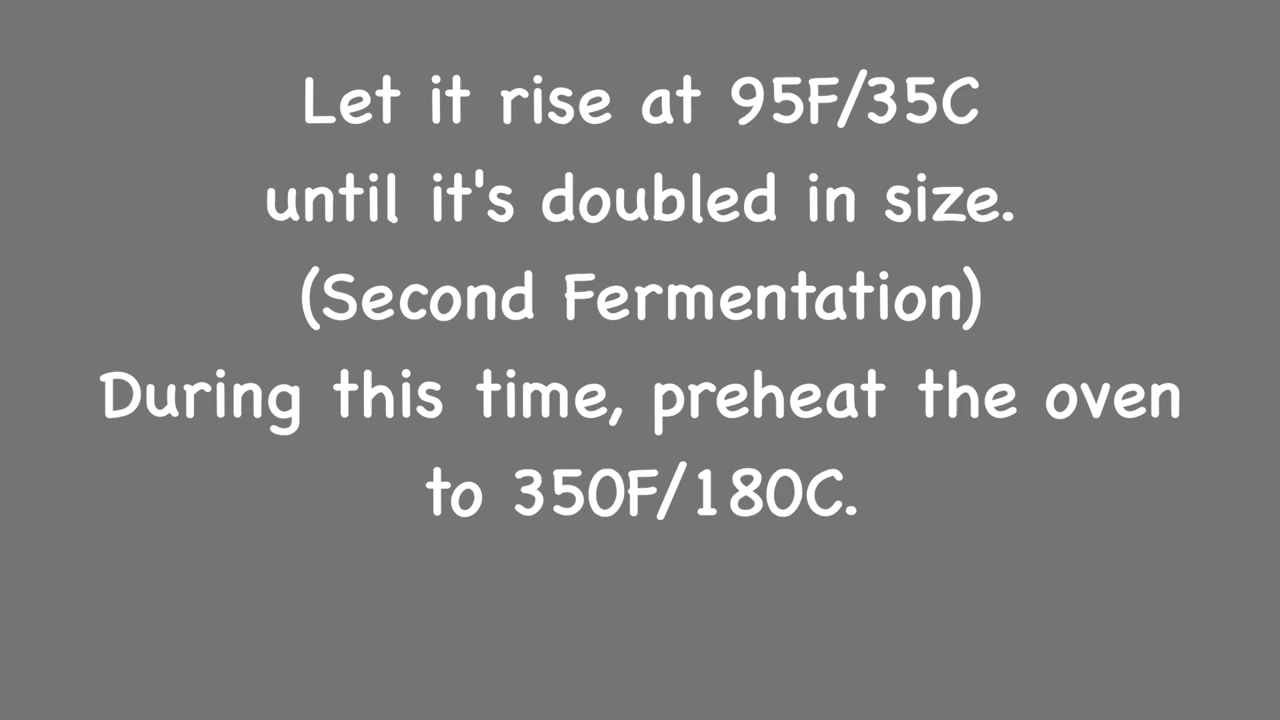 Let it rise at 95F/35C
until it's doubled in size.
(Second Fermentation)
During this time, preheat the oven
to 350F/180C.